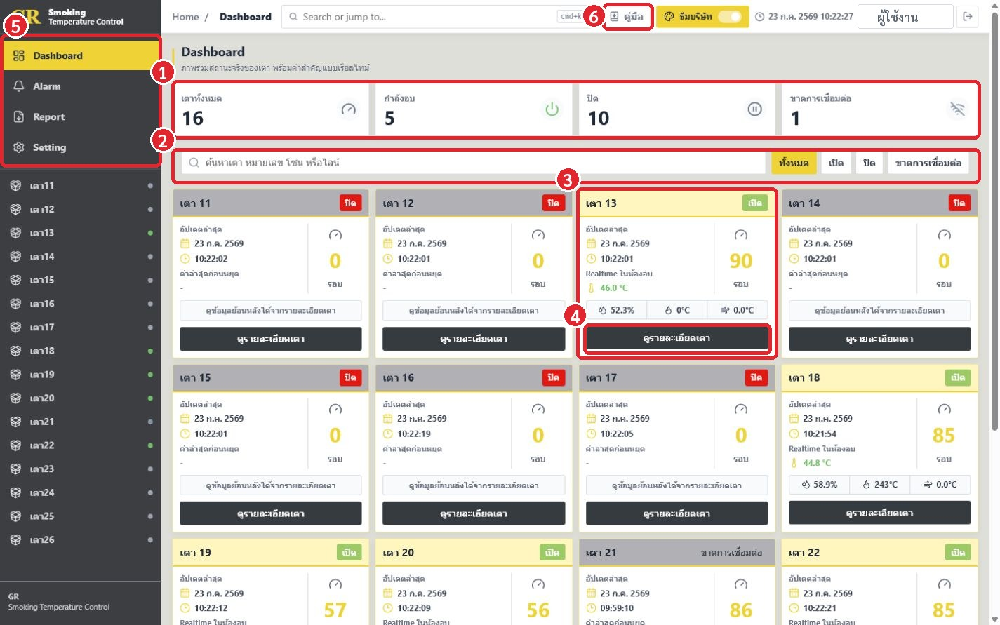 GR Smoking
Temperature Control
Home / Dashboard
Search or jump to...
cmd+k
6
คู่มือ
ธีมบริษัท
23 ก.ค. 2569 10:22:27
ผู้ใช้งาน
5
Dashboard
Alarm
Report
Setting
เตา11
เตา12
เตา13
เตา14
เตา15
เตา16
เตา17
เตา18
เตา19
เตา20
เตา21
เตา22
เตา23
เตา24
เตา25
เตา26
GR
Smoking Temperature Control
Dashboard
ภาพรวมสถานะจริงของเตา พร้อมค่าสำคัญแบบเรียลไทม์
1
เตาทั้งหมด
16
กำลังอบ
5
ปิด
10
ขาดการเชื่อมต่อ
1
2
ค้นหาเตา หมายเลข โซน หรือไลน์
ทั้งหมด
เปิด
ปิด
ขาดการเชื่อมต่อ
3
เตา 11
ปิด
อัปเดตล่าสุด
23 ก.ค. 2569
10:22:02
ค่าล่าสุดก่อนหยุด
-
0
รอบ
ดูข้อมูลย้อนหลังได้จากรายละเอียดเตา
ดูรายละเอียดเตา
เตา 12
ปิด
อัปเดตล่าสุด
23 ก.ค. 2569
10:22:01
ค่าล่าสุดก่อนหยุด
-
0
รอบ
ดูข้อมูลย้อนหลังได้จากรายละเอียดเตา
ดูรายละเอียดเตา
เตา 13
เปิด
อัปเดตล่าสุด
23 ก.ค. 2569
10:22:01
Realtime ในห้องอบ
46.0 °C
90
รอบ
52.3%
0°C
0.0°C
4
ดูรายละเอียดเตา
เตา 14
ปิด
อัปเดตล่าสุด
23 ก.ค. 2569
10:22:01
ค่าล่าสุดก่อนหยุด
-
0
รอบ
ดูข้อมูลย้อนหลังได้จากรายละเอียดเตา
ดูรายละเอียดเตา
เตา 15
ปิด
อัปเดตล่าสุด
23 ก.ค. 2569
10:22:01
ค่าล่าสุดก่อนหยุด
-
0
รอบ
ดูข้อมูลย้อนหลังได้จากรายละเอียดเตา
ดูรายละเอียดเตา
เตา 16
ปิด
อัปเดตล่าสุด
23 ก.ค. 2569
10:22:19
ค่าล่าสุดก่อนหยุด
-
0
รอบ
ดูข้อมูลย้อนหลังได้จากรายละเอียดเตา
ดูรายละเอียดเตา
เตา 17
ปิด
อัปเดตล่าสุด
23 ก.ค. 2569
10:22:05
ค่าล่าสุดก่อนหยุด
-
0
รอบ
ดูข้อมูลย้อนหลังได้จากรายละเอียดเตา
ดูรายละเอียดเตา
เตา 18
เปิด
อัปเดตล่าสุด
23 ก.ค. 2569
10:21:54
Realtime ในห้องอบ
44.8 °C
85
รอบ
58.9%
243°C
0.0°C
ดูรายละเอียดเตา
เตา 19
เปิด
อัปเดตล่าสุด
23 ก.ค. 2569
10:22:12
Realtime ในห้องอบ
57
เตา 20
เปิด
อัปเดตล่าสุด
23 ก.ค. 2569
10:22:09
Realtime ในห้องอบ
56
เตา 21
ขาดการเชื่อมต่อ
อัปเดตล่าสุด
23 ก.ค. 2569
09:59:10
ค่าล่าสุดก่อนหยุด
86
เตา 22
เปิด
อัปเดตล่าสุด
23 ก.ค. 2569
10:22:21
Realtime ในห้องอบ
85